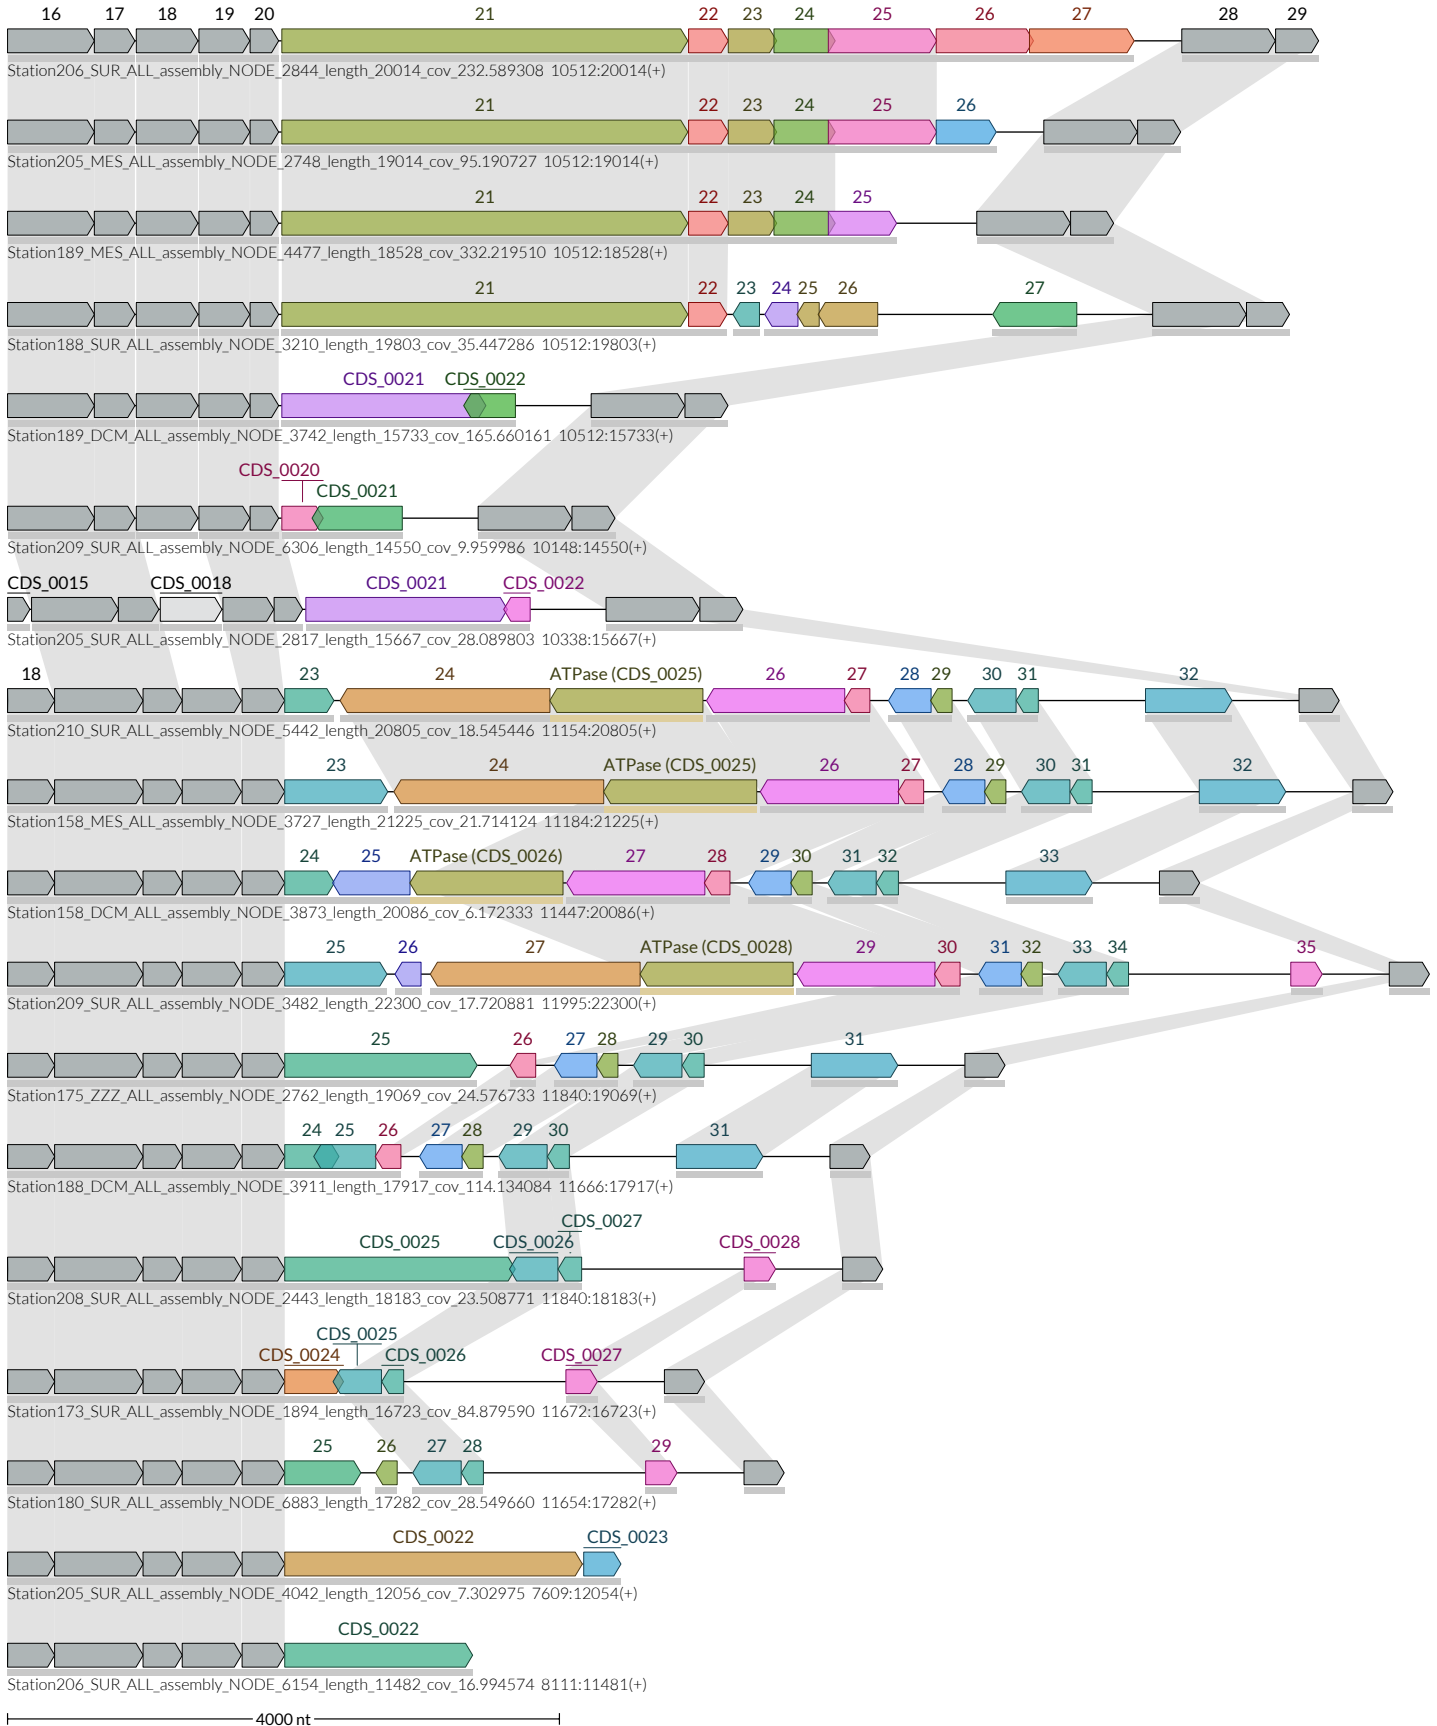 16 17 18 19 20 21 22 23 24 25 26 27 28 29
Station206_SUR_ALL_assembly_NODE_2844_length_20014_cov_232.589308 10512:20014(+)
21 22 23 24 25 26
Station205_MES_ALL_assembly_NODE_2748_length_19014_cov_95.190727 10512:19014(+)
21 22 23 24 25
Station189_MES_ALL_assembly_NODE_4477_length_18528_cov_332.219510 10512:18528(+)
21 22 23 24 25 26 27
Station188_SUR_ALL_assembly_NODE_3210_length_19803_cov_35.447286 10512:19803(+)
CDS_0021 CDS_0022
Station189_DCM_ALL_assembly_NODE_3742_length_15733_cov_165.660161 10512:15733(+)
CDS_0020
CDS_0021
Station209_SUR_ALL_assembly_NODE_6306_length_14550_cov_9.959986 10148:14550(+)
CDS_0015 CDS_0018 CDS_0021 CDS_0022
Station205_SUR_ALL_assembly_NODE_2817_length_15667_cov_28.089803 10338:15667(+)
18 23 24 ATPase (CDS_0025) 26 27 28 29 30 31 32
Station210_SUR_ALL_assembly_NODE_5442_length_20805_cov_18.545446 11154:20805(+)
23 24 ATPase (CDS_0025) 26 27 28 29 30 31 32
Station158_MES_ALL_assembly_NODE_3727_length_21225_cov_21.714124 11184:21225(+)
24 25 ATPase (CDS_0026) 27 28 29 30 31 32 33
Station158_DCM_ALL_assembly_NODE_3873_length_20086_cov_6.172333 11447:20086(+)
25 26 27 ATPase (CDS_0028) 29 30 31 32 33 34 35
Station209_SUR_ALL_assembly_NODE_3482_length_22300_cov_17.720881 11995:22300(+)
25 26 27 28 29 30 31
Station175_ZZZ_ALL_assembly_NODE_2762_length_19069_cov_24.576733 11840:19069(+)
24 25 26 27 28 29 30 31
Station188_DCM_ALL_assembly_NODE_3911_length_17917_cov_114.134084 11666:17917(+)
CDS_0027
CDS_0025 CDS_0026 CDS_0028
Station208_SUR_ALL_assembly_NODE_2443_length_18183_cov_23.508771 11840:18183(+)
CDS_0025
CDS_0024 CDS_0026 CDS_0027
Station173_SUR_ALL_assembly_NODE_1894_length_16723_cov_84.879590 11672:16723(+)
25 26 27 28 29
Station180_SUR_ALL_assembly_NODE_6883_length_17282_cov_28.549660 11654:17282(+)
CDS_0022 CDS_0023
Station205_SUR_ALL_assembly_NODE_4042_length_12056_cov_7.302975 7609:12054(+)
CDS_0022
Station206_SUR_ALL_assembly_NODE_6154_length_11482_cov_16.994574 8111:11481(+)
4000 nt